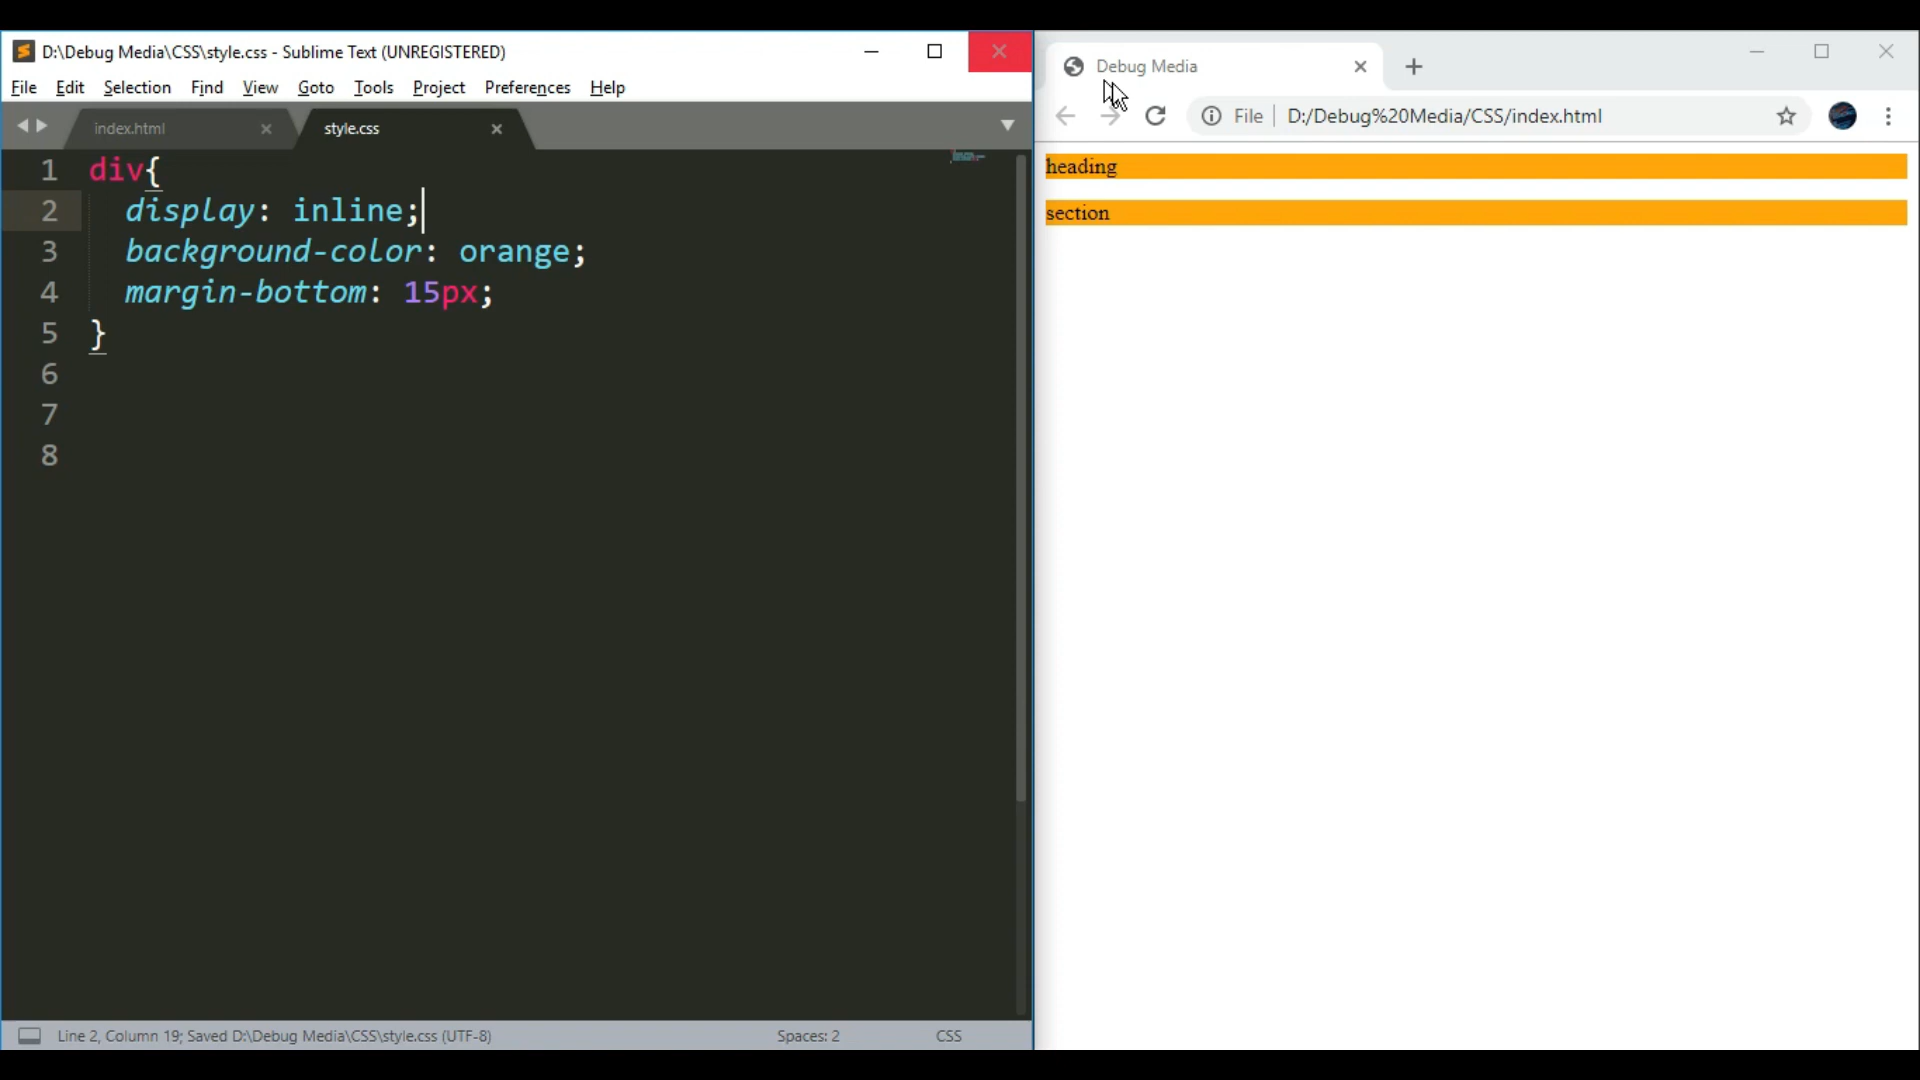 D:\Debug Media\CSS\style.css - Sublime Text (UNREGISTERED)
File Edit Selection Find View Goto Tools Project Preferences Help
index.html
style.css
1 div{
2 display: inline;
3 background-color: orange;
4 margin-bottom: 15px;
5 }
6
7
8
Line 2, Column 19; Saved D:\Debug Media\CSS\style.css (UTF-8)
Spaces: 2
CSS
Debug Media
File D:/Debug%20Media/CSS/index.html
heading
section